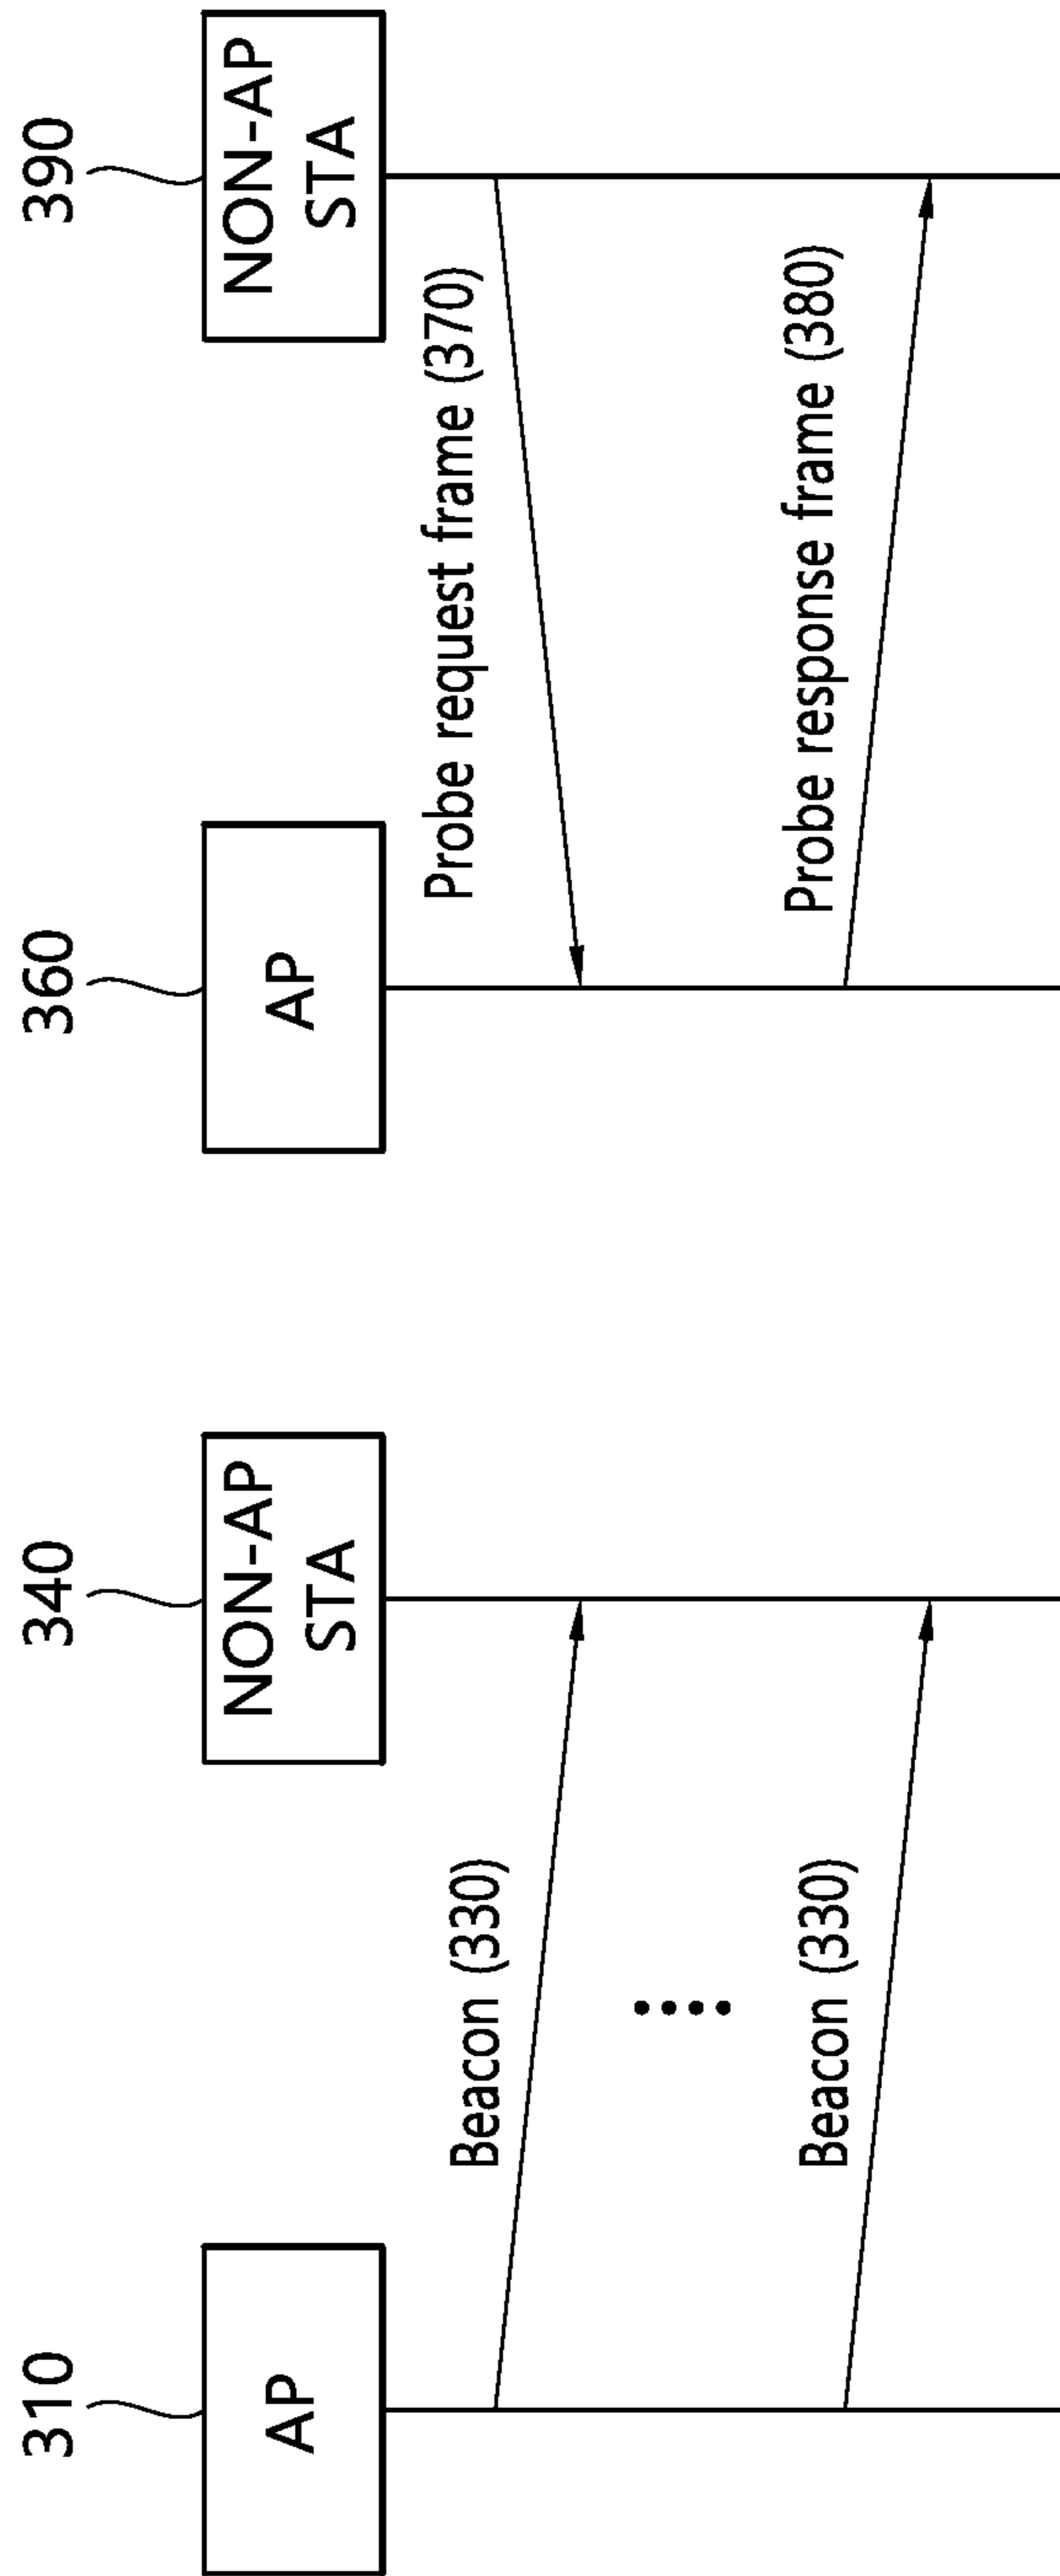 310
340
360
390
AP
NON-AP
STA
AP
NON-AP
STA
Beacon (330)
Beacon (330)
Probe request frame (370)
Probe response frame (380)